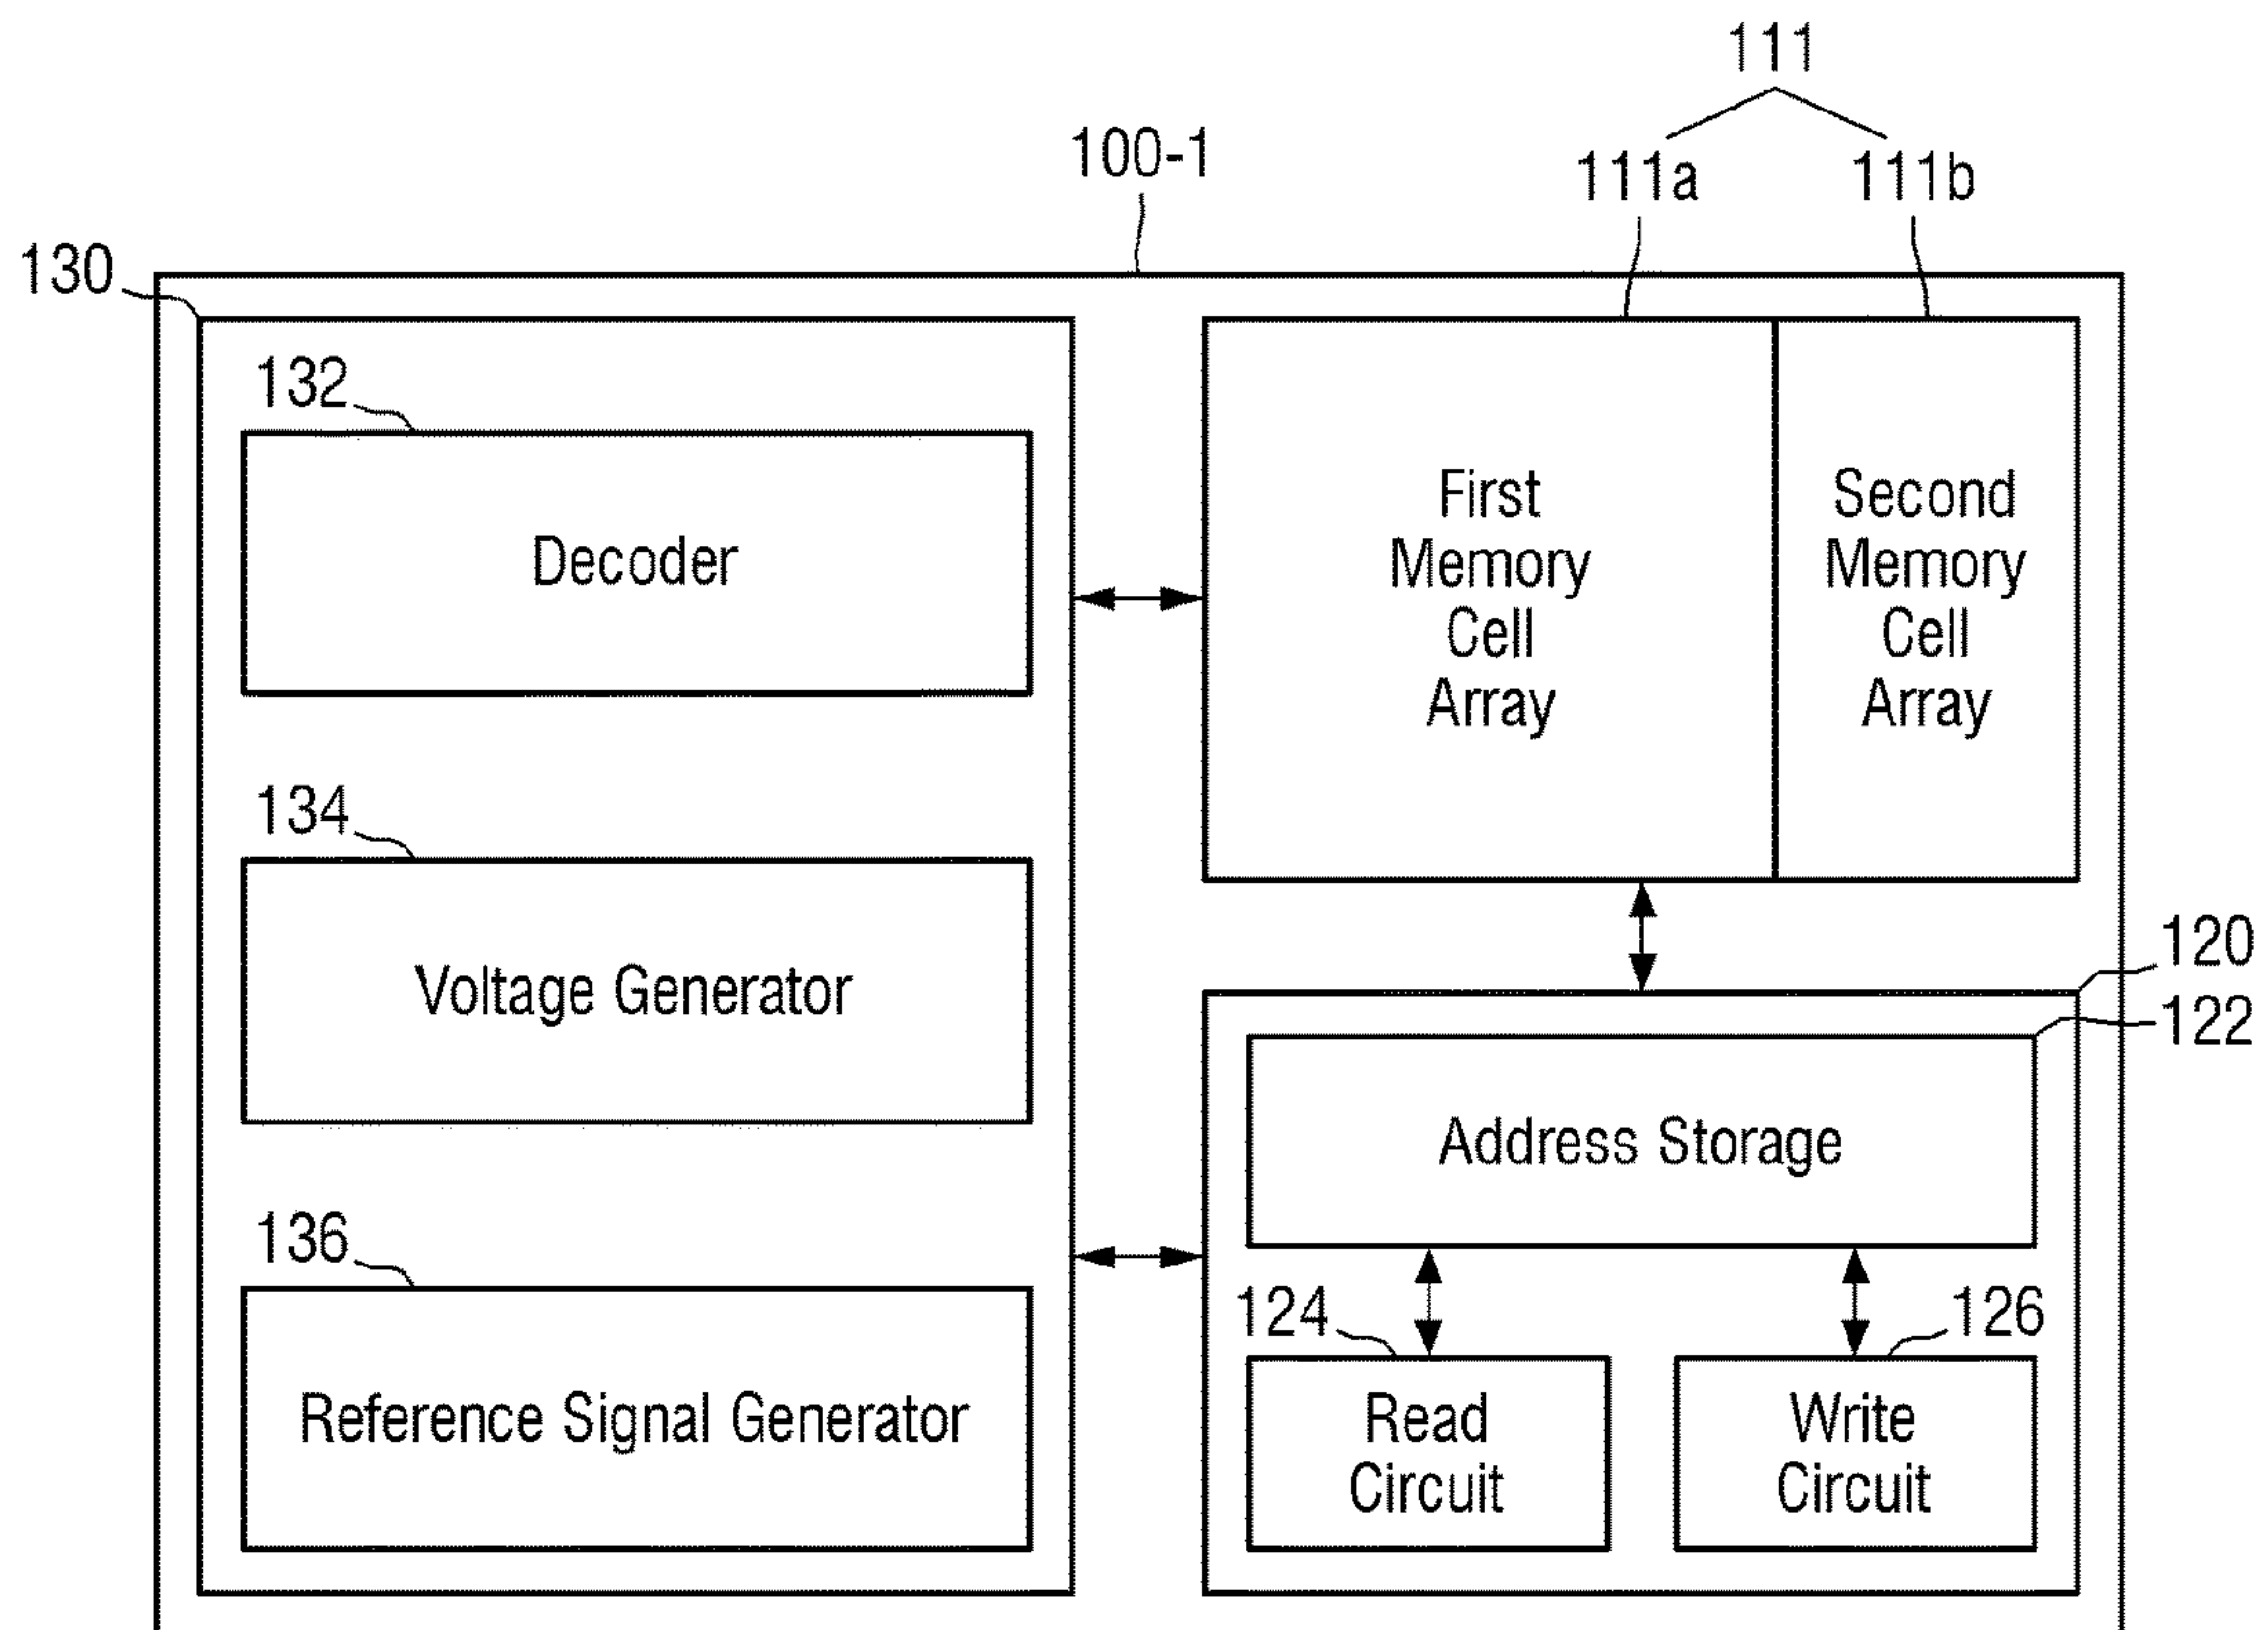 111
100-1
111a
111b
130
132
Decoder
First
Memory
Cell
Array
Second
Memory
Cell
Array
134
Voltage Generator
120
122
Address Storage
136
Reference Signal Generator
124
126
Read
Circuit
Write
Circuit